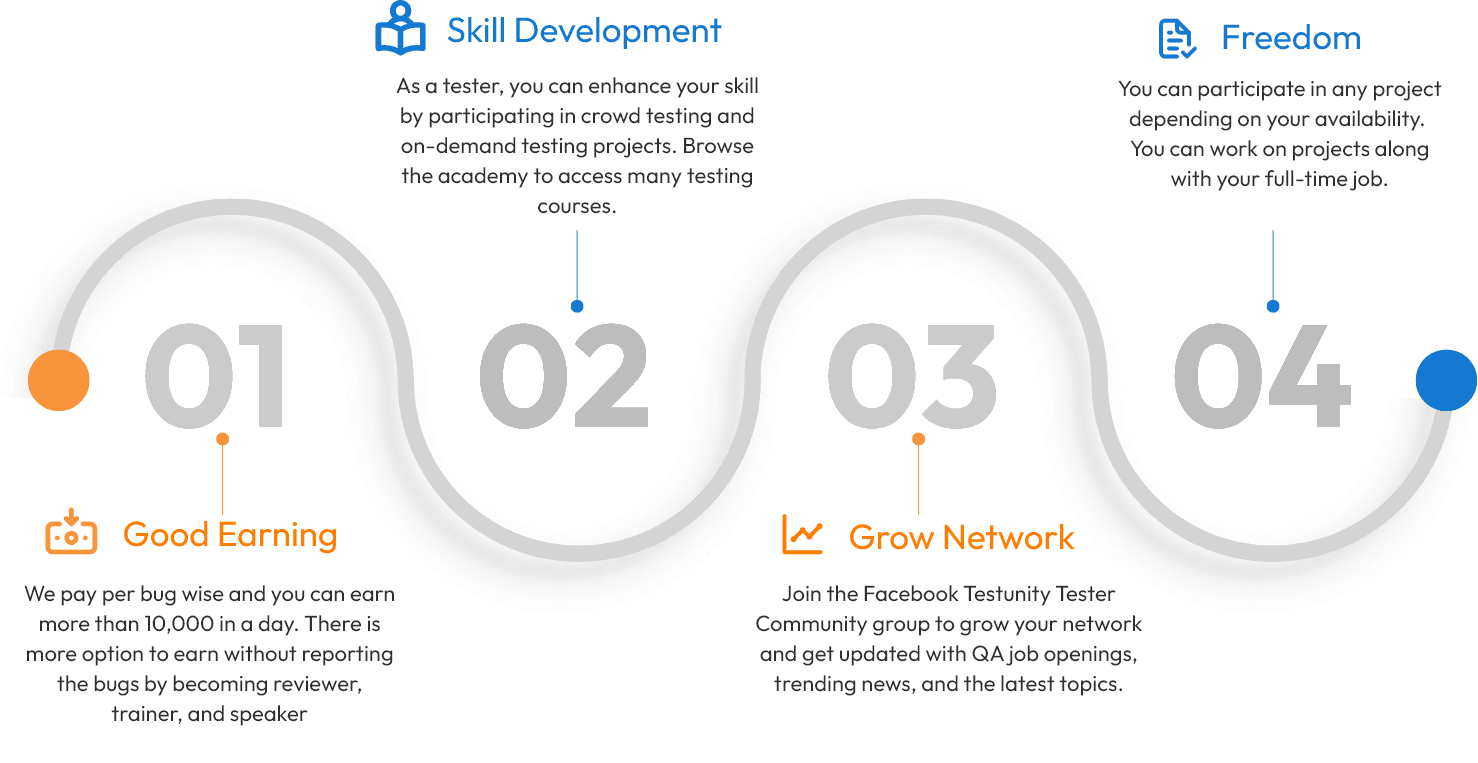 01
Good Earning
We pay per bug wise and you can earn
more than 10,000 in a day. There is
more option to earn without reporting
the bugs by becoming reviewer,
trainer, and speaker
Skill Development
As a tester, you can enhance your skill
by participating in crowd testing and
on-demand testing projects. Browse
the academy to access many testing
courses.
02
03
Grow Network
Join the Facebook Testunity Tester
Community group to grow your network
and get updated with QA job openings,
trending news, and the latest topics.
Freedom
You can participate in any project
depending on your availability.
You can work on projects along
with your full-time job.
04